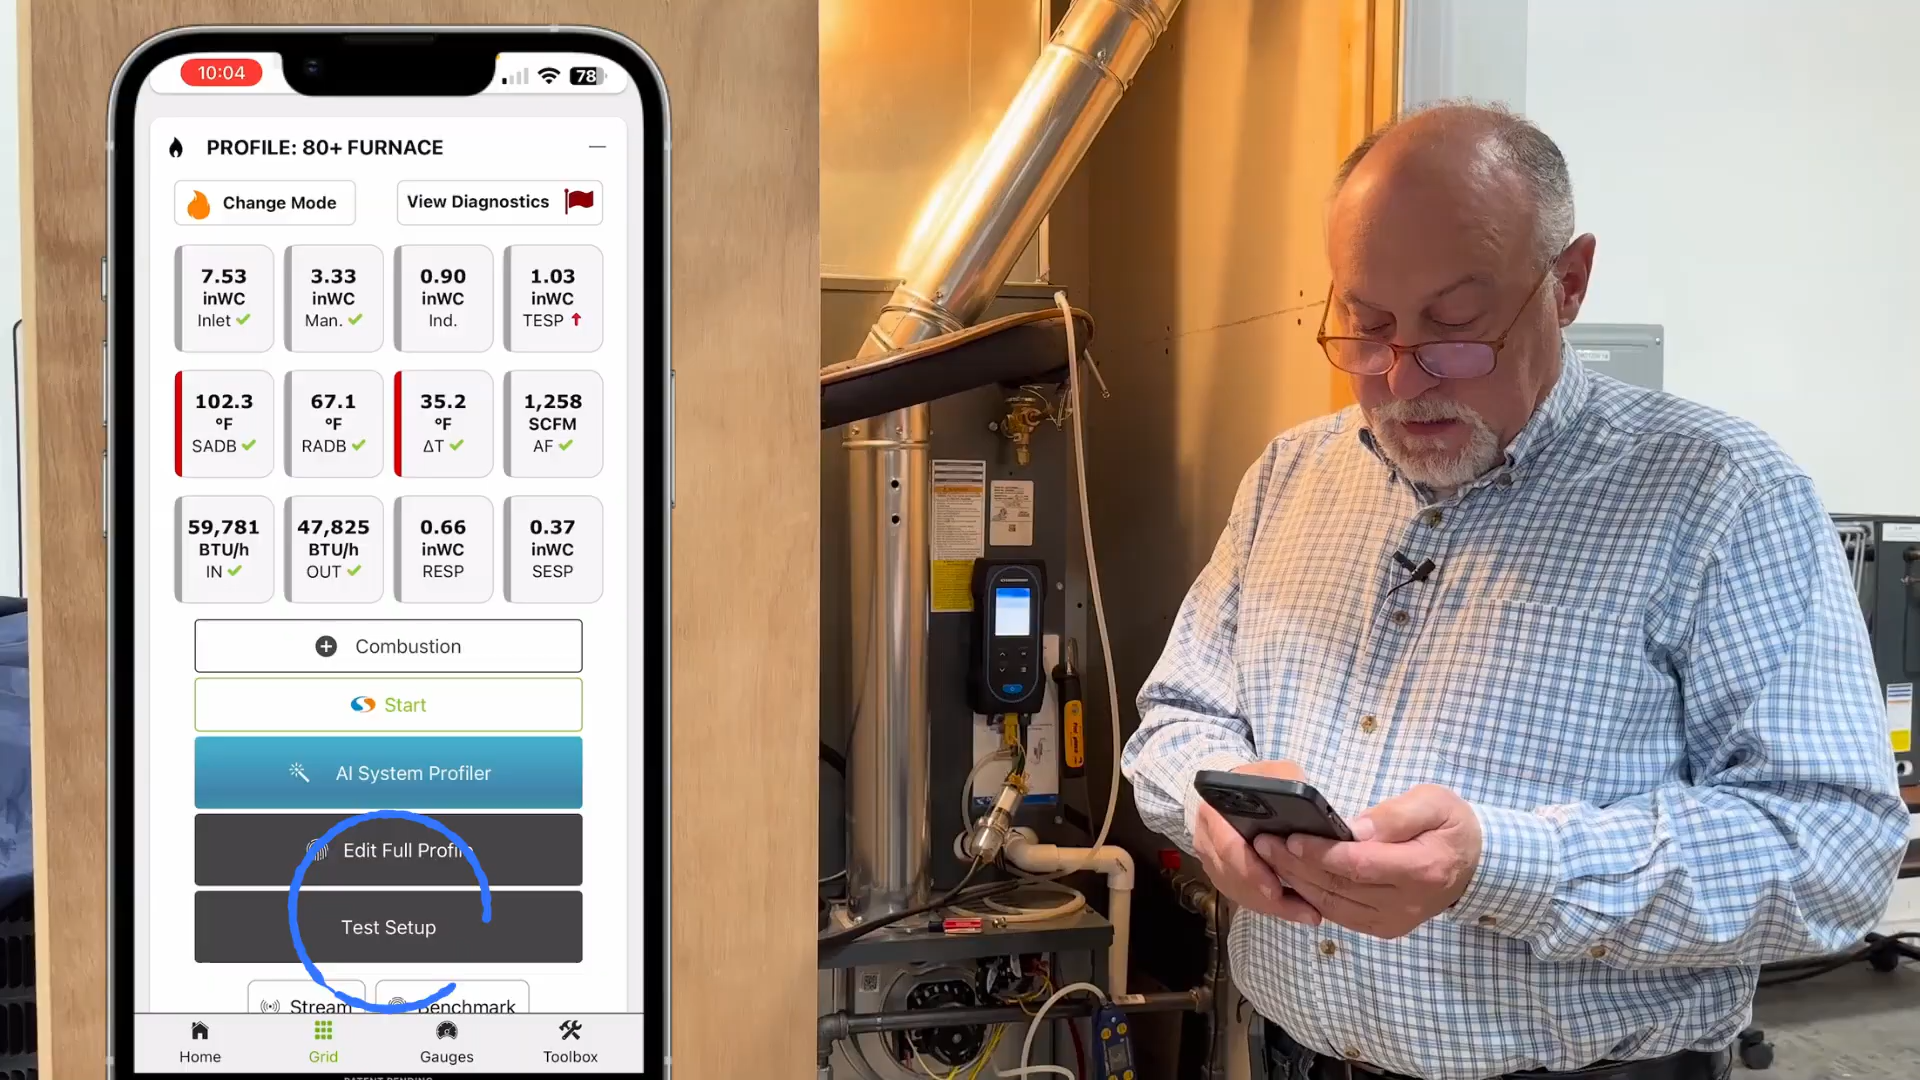 10:04
78
PROFILE: 80+ FURNACE
Change Mode
View Diagnostics
7.53
inWC
Inlet
3.33
inWC
Man.
0.90
inWC
Ind.
1.03
inWC
TESP
102.3
°F
SADB
67.1
°F
RADB
35.2
°F
ΔT
1,258
SCFM
AF
59,781
BTU/h
IN
47,825
BTU/h
OUT
0.66
inWC
RESP
0.37
inWC
SESP
Combustion
Start
AI System Profiler
Edit Full Profile
Test Setup
Stream
Benchmark
Home
Grid
Gauges
Toolbox
PATENT PENDING